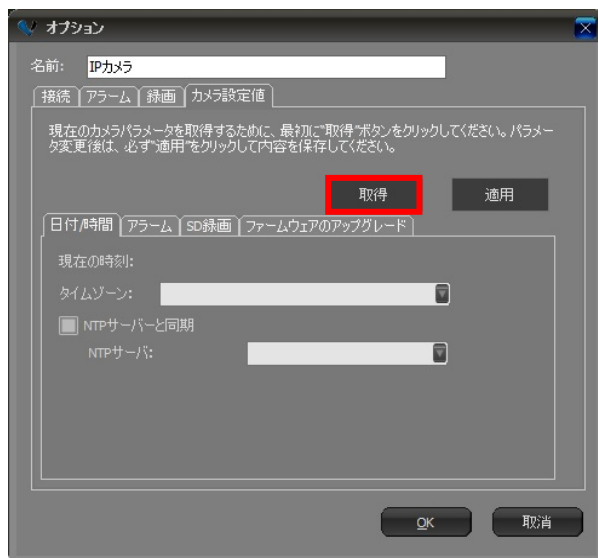 オプション
名前: IPカメラ
接続 アラーム 録画 カメラ設定値
現在のカメラパラメータを取得するために、最初に"取得"ボタンをクリックしてください。パラメー
タ変更後は、必ず"適用"をクリックして内容を保存してください。
取得 適用
日付/時間 アラーム SD録画 ファームウェアのアップグレード
現在の時刻:
タイムゾーン:
NTPサーバーと同期
NTPサーバ:
OK 取消